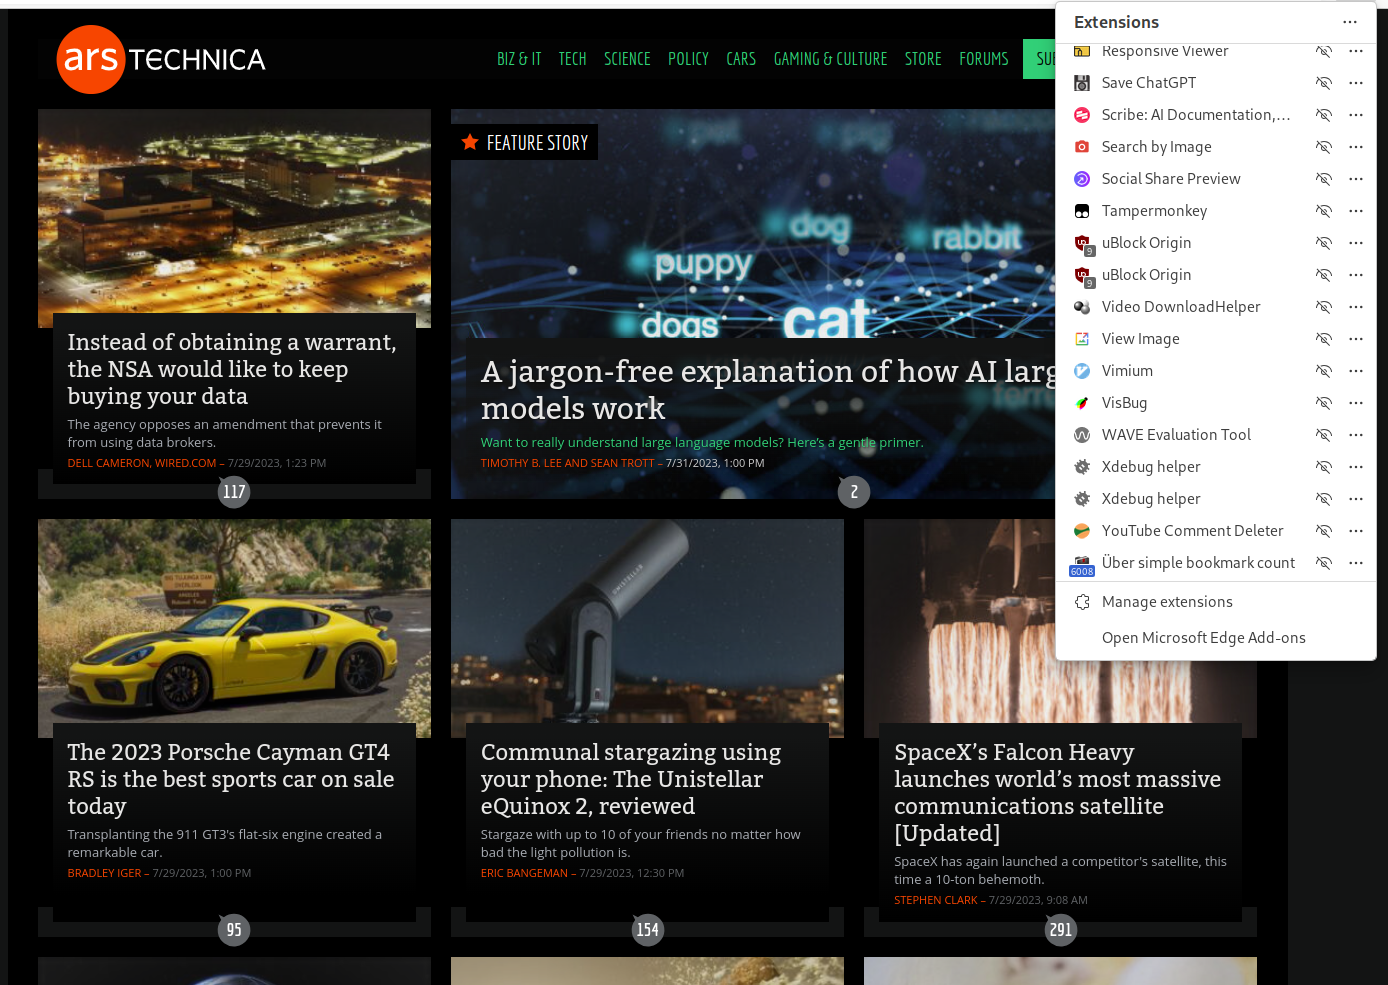 ars TECHNICA
BIZ & IT TECH SCIENCE POLICY CARS GAMING & CULTURE STORE FORUMS SUB
FEATURE STORY
dog
rabbit
puppy
dogs
cat
Instead of obtaining a warrant,
the NSA would like to keep
buying your data
The agency opposes an amendment that prevents it
from using data brokers.
DELL CAMERON, WIRED.COM – 7/29/2023, 1:23 PM
117
A jargon-free explanation of how AI larg
models work
Want to really understand large language models? Here’s a gentle primer.
TIMOTHY B. LEE AND SEAN TROTT – 7/31/2023, 1:00 PM
2
The 2023 Porsche Cayman GT4
RS is the best sports car on sale
today
Transplanting the 911 GT3's flat-six engine created a
remarkable car.
BRADLEY IGER – 7/29/2023, 1:00 PM
95
UNISTELLAR
Communal stargazing using
your phone: The Unistellar
eQuinox 2, reviewed
Stargaze with up to 10 of your friends no matter how
bad the light pollution is.
ERIC BANGEMAN – 7/29/2023, 12:30 PM
154
SpaceX’s Falcon Heavy
launches world’s most massive
communications satellite
[Updated]
SpaceX has again launched a competitor's satellite, this
time a 10-ton behemoth.
STEPHEN CLARK – 7/29/2023, 9:08 AM
291
Extensions
Responsive Viewer
Save ChatGPT
Scribe: AI Documentation,...
Search by Image
Social Share Preview
Tampermonkey
uBlock Origin
9
uBlock Origin
9
Video DownloadHelper
View Image
Vimium
VisBug
WAVE Evaluation Tool
Xdebug helper
Xdebug helper
YouTube Comment Deleter
Über simple bookmark count
6008
Manage extensions
Open Microsoft Edge Add-ons